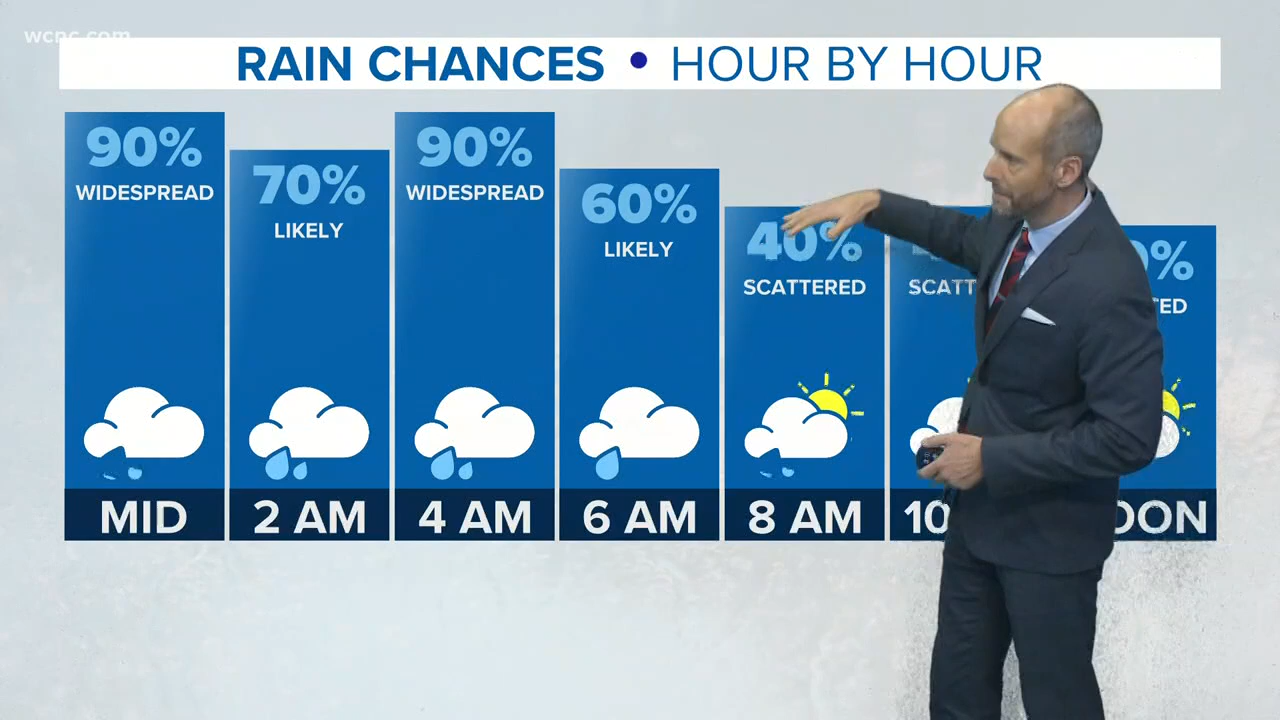 wcnc.com
RAIN CHANCES • HOUR BY HOUR
90%
WIDESPREAD
MID
70%
LIKELY
2 AM
90%
WIDESPREAD
4 AM
60%
LIKELY
6 AM
40%
SCATTERED
8 AM